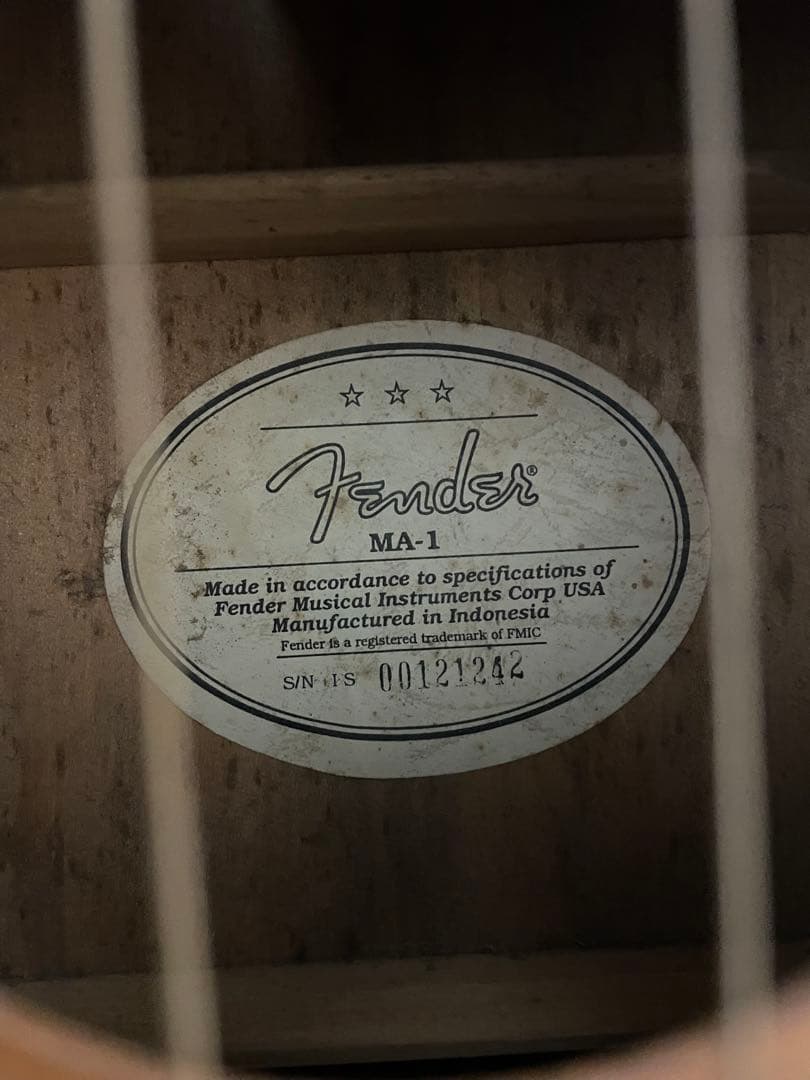 Fender®
MA-1
Made in accordance to specifications of
Fender Musical Instruments Corp USA
Manufactured in Indonesia
Fender is a registered trademark of FMIC
S/N IS 00121242